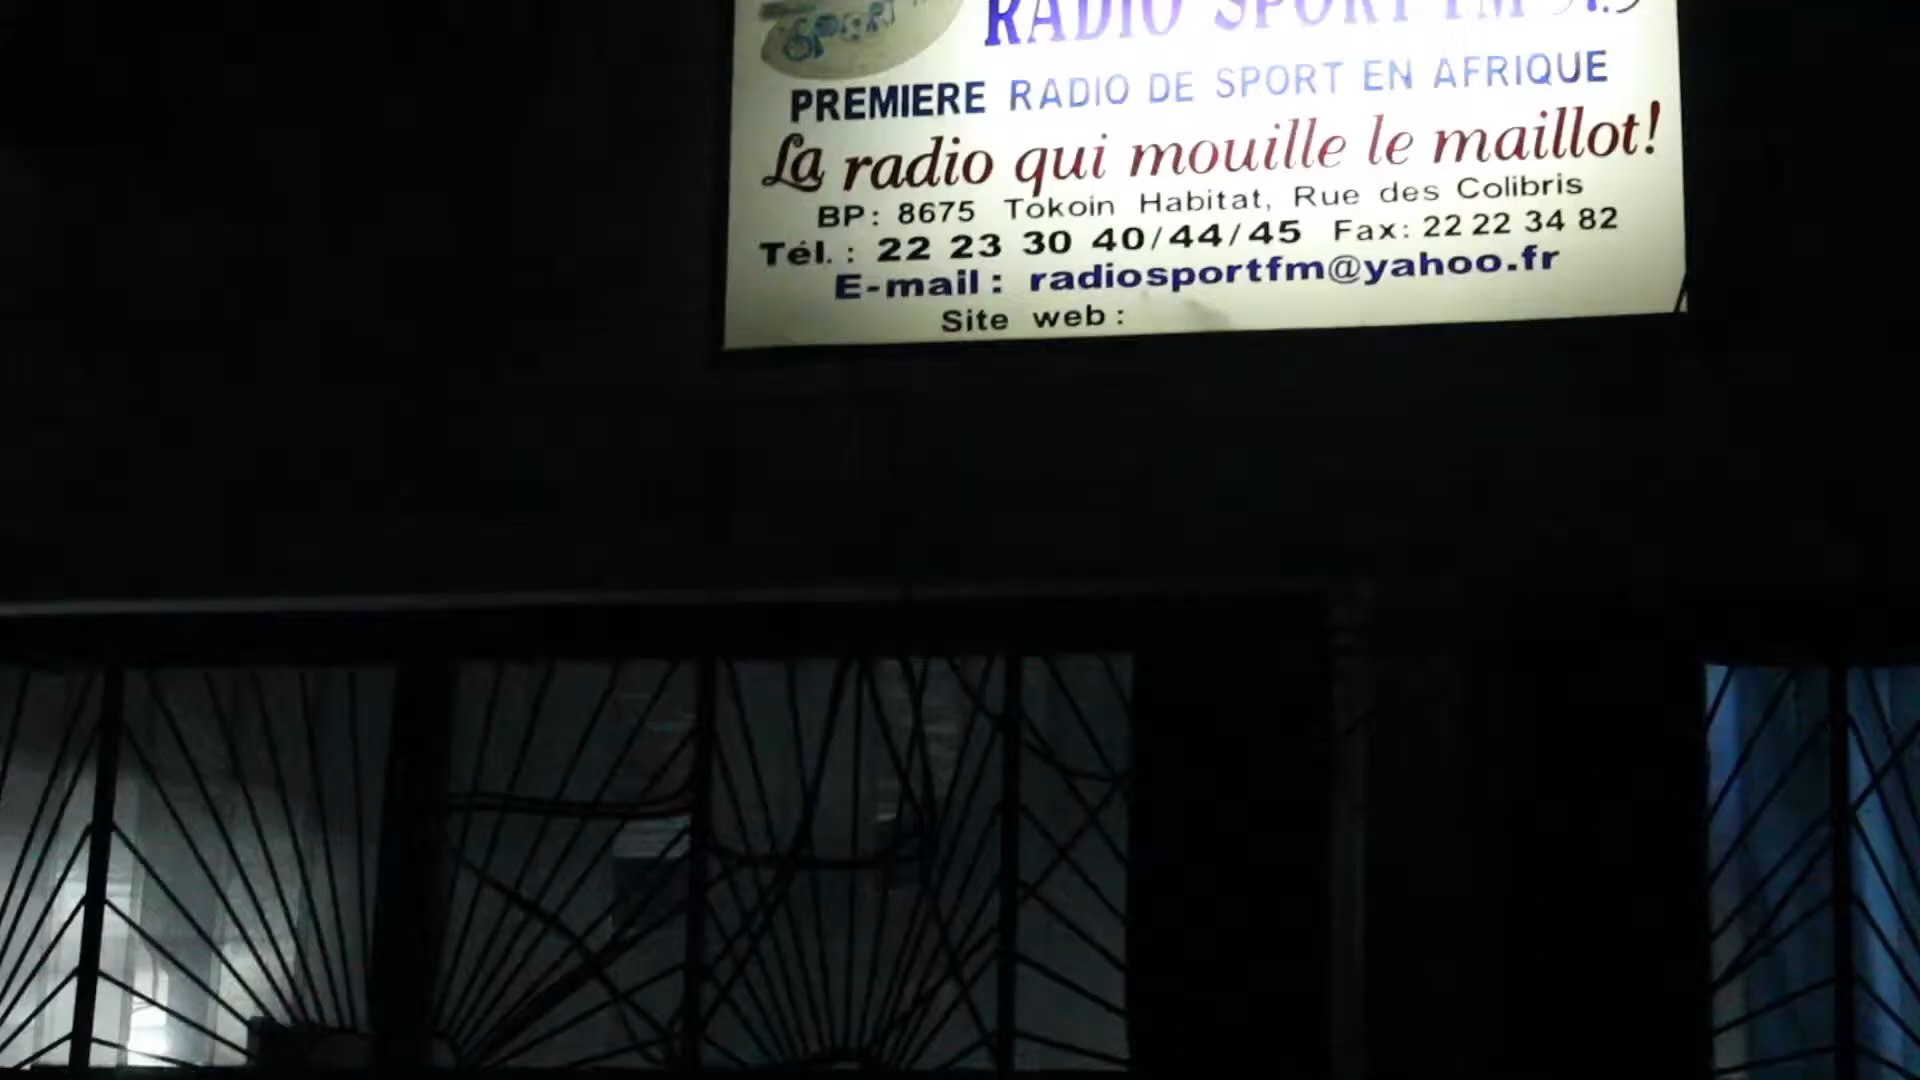 SPORT
RADIO SPORT FM
PREMIERE RADIO DE SPORT EN AFRIQUE
La radio qui mouille le maillot!
BP: 8675 Tokoin Habitat, Rue des Colibris
Tél. : 22 23 30 40/44/45 Fax: 22 22 34 82
E-mail : radiosportfm@yahoo.fr
Site web :